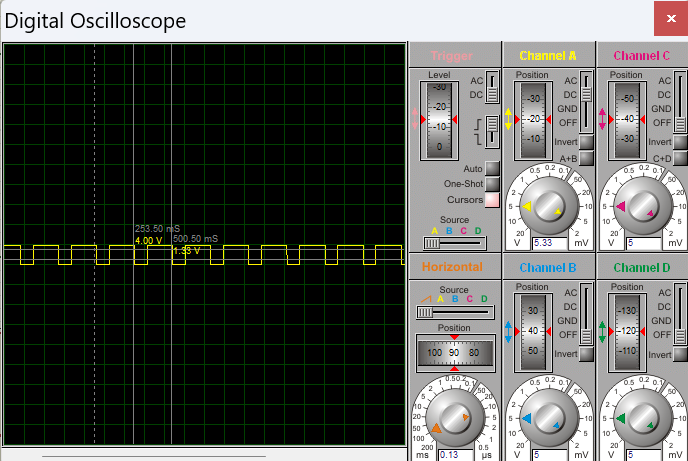 Digital Oscilloscope
Trigger
Level
-30
-20
-10
0
AC
DC
Auto
One-Shot
Cursors
Source
A B C D
Channel A
Position
-30
-20
-10
AC
DC
GND
OFF
Invert
A+B
V
5.33
mV
Channel C
Position
-50
-40
-30
AC
DC
GND
OFF
Invert
C+D
V
5
mV
253.50 mS
4.00 V
500.50 mS
1.33 V
Horizontal
Source
A B C D
Position
100 90 80
200
100
50
20
10
5
2
1
0.5
ms
0.13
µs
Channel B
Position
30
40
50
AC
DC
GND
OFF
Invert
V
5
mV
Channel D
Position
-130
-120
-110
AC
DC
GND
OFF
Invert
V
5
mV